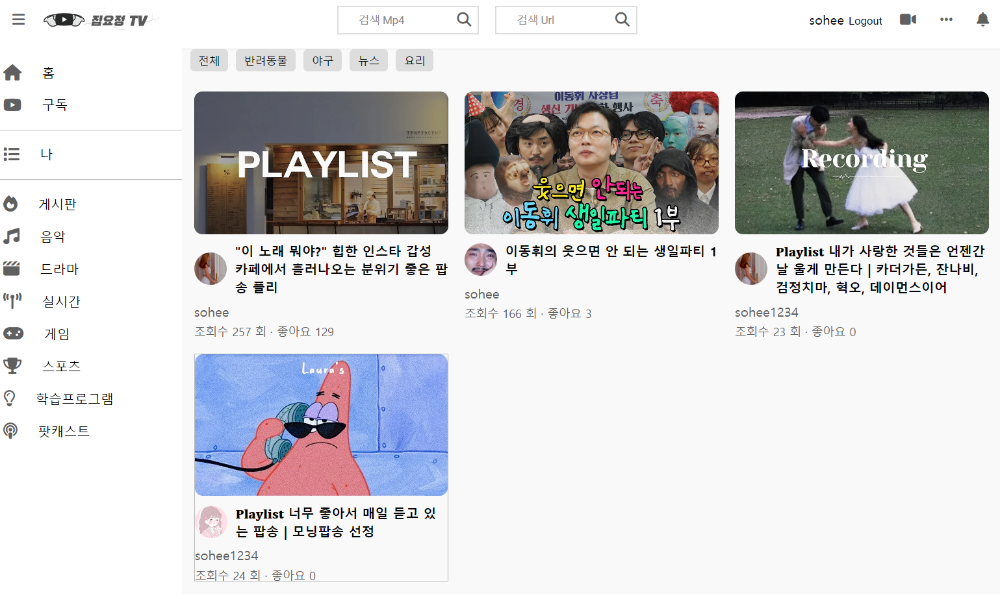 집요정 TV
검색 Mp4
검색 Url
sohee Logout
홈
구독
나
게시판
음악
드라마
실시간
게임
스포츠
학습프로그램
팟캐스트
전체 반려동물 야구 뉴스 요리
TENPERCENT
%
PLAYLIST
"이 노래 뭐야?" 힙한 인스타 갑성
카페에서 흘러나오는 분위기 좋은 팝
송 플리
sohee
조회수 257 회 · 좋아요 129
경 축
이동휘 사장님
생신 행사
웃으면 안되는
이동휘 생일파티 1부
이동휘의 웃으면 안 되는 생일파티 1
부
sohee
조회수 166 회 · 좋아요 3
Recording
Playlist 내가 사랑한 것들은 언젠간
날 울게 만든다 | 카더가든, 잔나비,
검정치마, 혁오, 데이먼스이어
sohee1234
조회수 23 회 · 좋아요 0
Laura's
Playlist 너무 좋아서 매일 듣고 있
는 팝송 | 모닝팝송 선정
sohee1234
조회수 24 회 · 좋아요 0